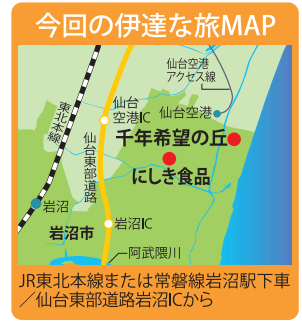 今回の伊達な旅MAP
仙台空港
アクセス線
東北本線
仙台
空港IC
仙台空港
仙台東部道路
千年希望の丘
にしき食品
岩沼
岩沼IC
岩沼市
阿武隈川
JR東北本線または常磐線岩沼駅下車
／仙台東部道路岩沼ICから